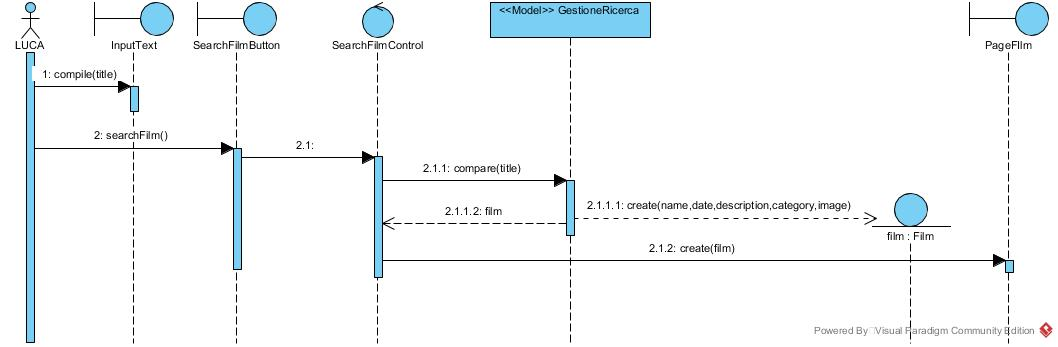 <<Model>> GestioneRicerca
LUCA
InputText
SearchFilmButton
SearchFilmControl
PageFIlm
1: compile(title)
2: searchFilm()
2.1:
2.1.1: compare(title)
2.1.1.1: create(name,date,description,category,image)
2.1.1.2: film
film : Film
2.1.2: create(film)
Powered By Visual Paradigm Community Edition